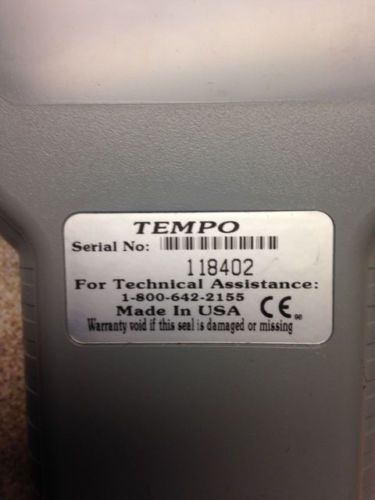 TEMPO
Serial No:
118402
For Technical Assistance:
1-800-642-2155
Made In USA CE 96
Warranty void if this seal is damaged or missing